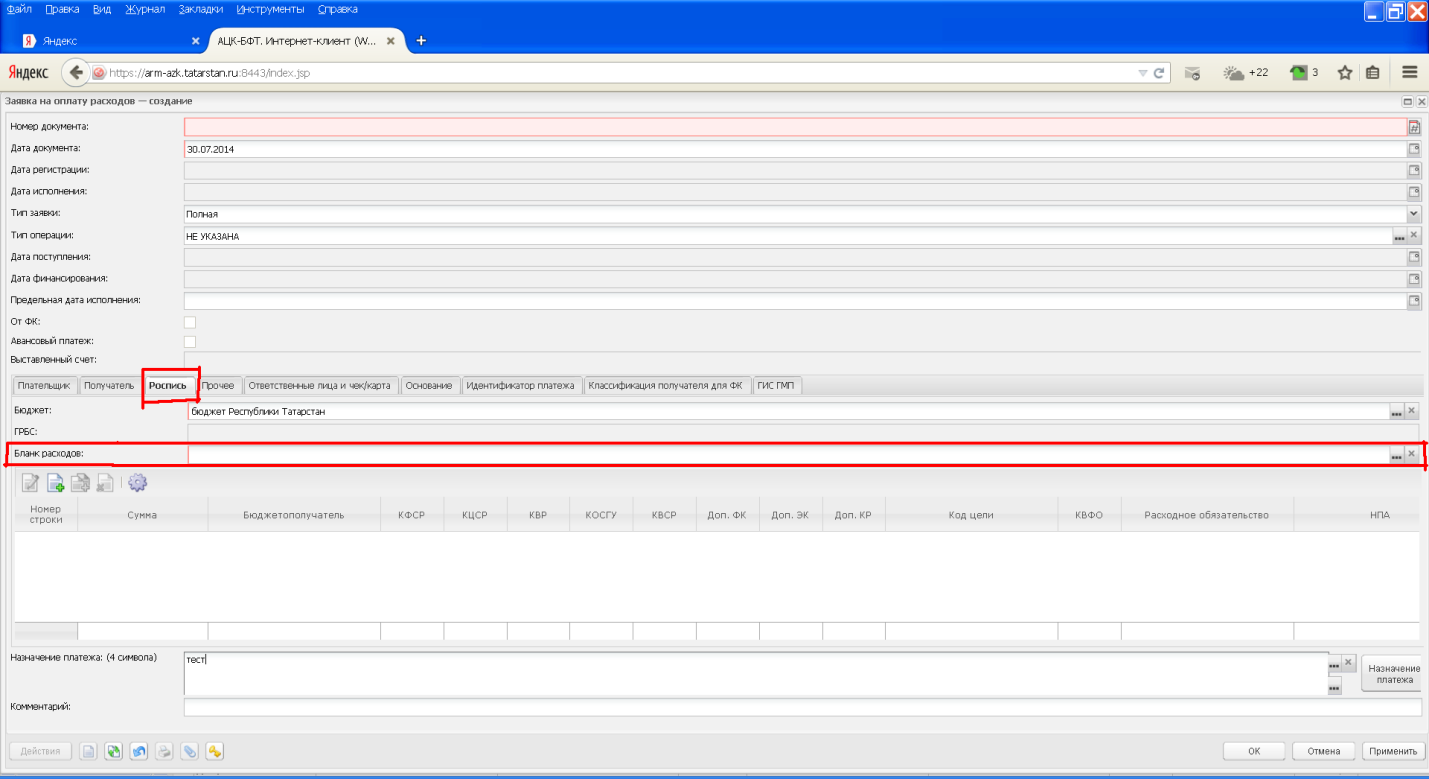 Файл Правка Вид Журнал Закладки Инструменты Справка
Я Яндекс × АЦК-БФТ. Интернет-клиент (W... × +
Яндекс https://arm-azk.tatarstan.ru:8443/index.jsp +22 3
Заявка на оплату расходов — создание
Номер документа:
Дата документа: 30.07.2014
Дата регистрации:
Дата исполнения:
Тип заявки: Полная
Тип операции: НЕ УКАЗАНА
Дата поступления:
Дата финансирования:
Предельная дата исполнения:
От ФК:
Авансовый платеж:
Выставленный счет:
Плательщик Получатель Роспись Прочее Ответственные лица и чек/карта Основание Идентификатор платежа Классификация получателя для ФК ГИС ГМП
Бюджет: бюджет Республики Татарстан
ГРБС:
Бланк расходов:
Номер строки Сумма Бюджетополучатель КФСР КЦСР КВР КОСГУ КВСР Доп. ФК Доп. ЭК Доп. КР Код цели КВФО Расходное обязательство НПА
Назначение платежа: (4 символа) тест
Назначение
платежа
Комментарий:
Действия ОК Отмена Применить